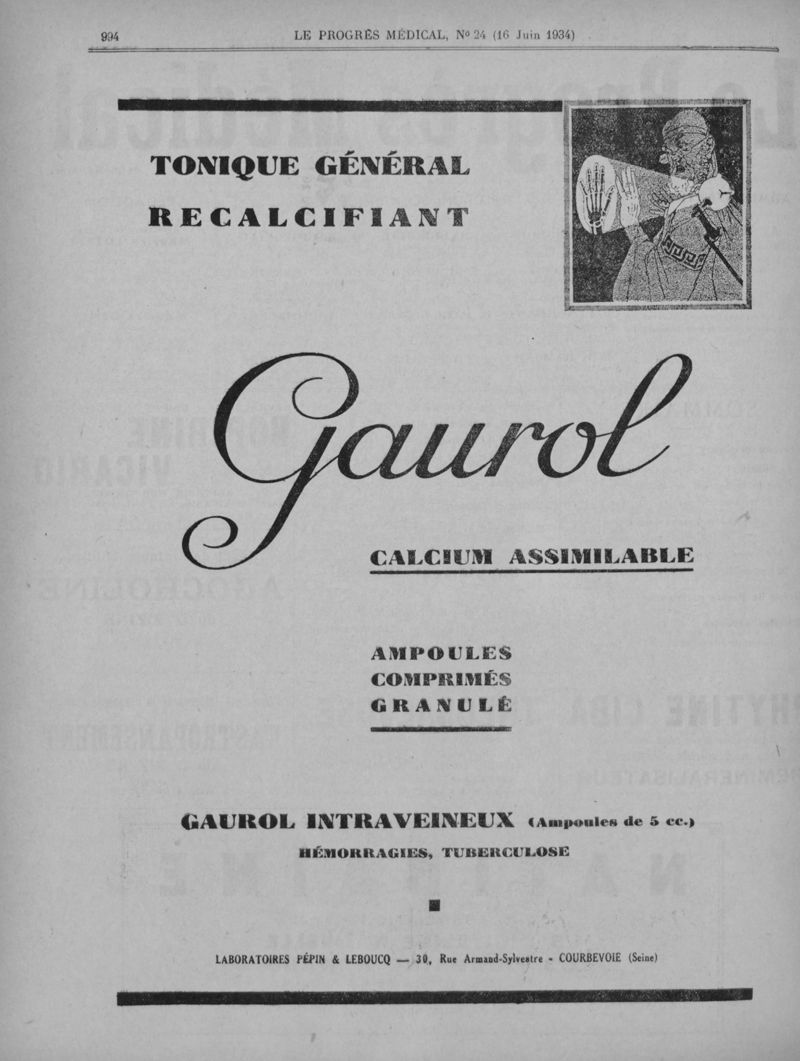 994
LE PROGRÈS MÉDICAL, Nº 24 (16 Juin 1934)
TONIQUE GÉNÉRAL
RECALCIFIANT
Gaurol
CALCIUM ASSIMILABLE
AMPOULES
COMPRIMÉS
GRANULÉ
GAUROL INTRAVEINEUX (Ampoules de 5 cc.)
HÉMORRAGIES, TUBERCULOSE
LABORATOIRES PÉPIN & LEBOUCQ — 30, Rue Armand-Sylvestre - COURBEVOIE (Seine)